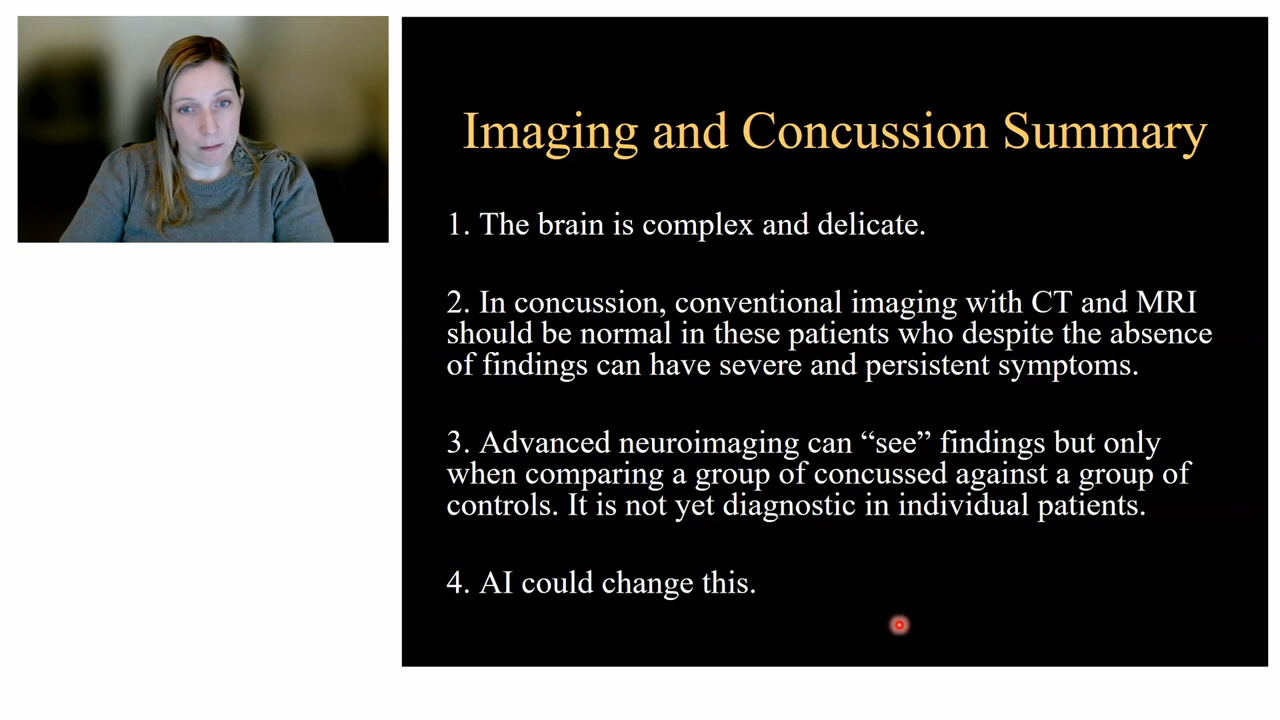 Imaging and Concussion Summary
1. The brain is complex and delicate.
2. In concussion, conventional imaging with CT and MRI
should be normal in these patients who despite the absence
of findings can have severe and persistent symptoms.
3. Advanced neuroimaging can “see” findings but only
when comparing a group of concussed against a group of
controls. It is not yet diagnostic in individual patients.
4. AI could change this.